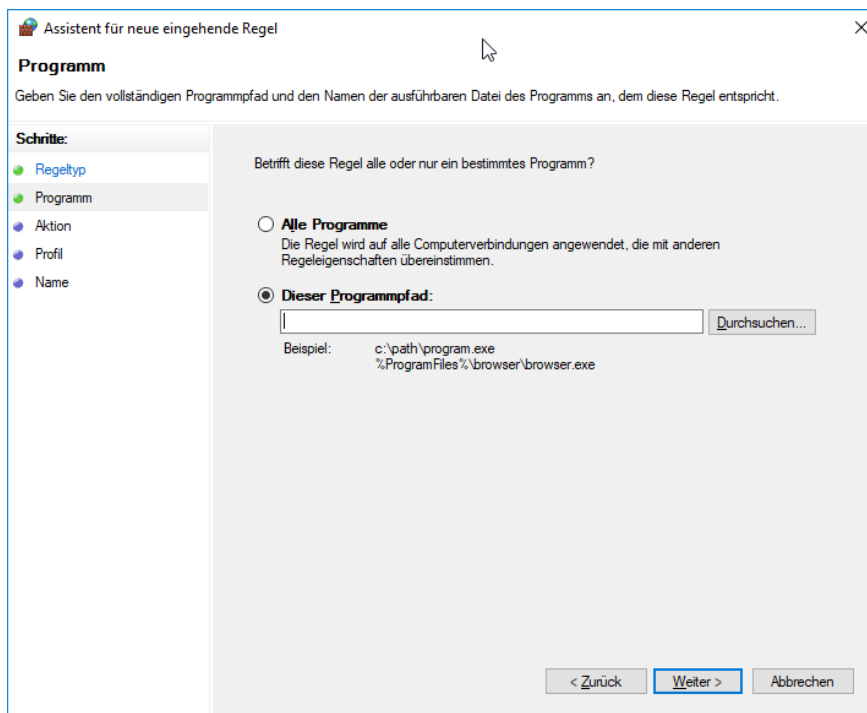 Assistent für neue eingehende Regel
Programm
Geben Sie den vollständigen Programmpfad und den Namen der ausführbaren Datei des Programms an, dem diese Regel entspricht.
Schritte:
Regeltyp
Programm
Aktion
Profil
Name
Betrifft diese Regel alle oder nur ein bestimmtes Programm?
Alle Programme
Die Regel wird auf alle Computerverbindungen angewendet, die mit anderen
Regeleigenschaften übereinstimmen.
Dieser Programmpfad:
Durchsuchen...
Beispiel: c:\path\program.exe
%ProgramFiles%\browser\browser.exe
< Zurück Weiter > Abbrechen